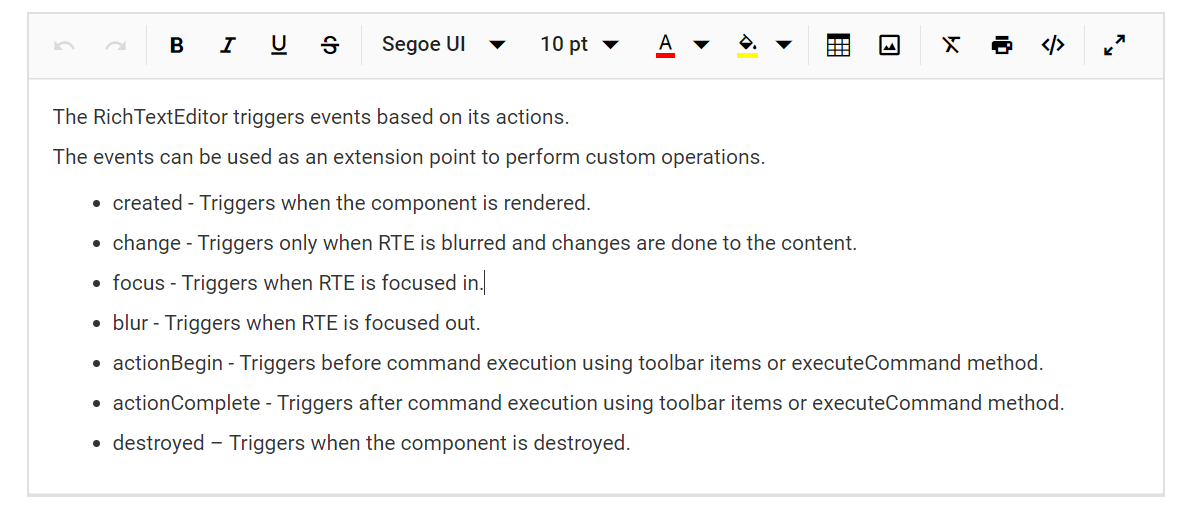 B I U S Segoe UI 10 pt A
The RichTextEditor triggers events based on its actions.
The events can be used as an extension point to perform custom operations.
• created - Triggers when the component is rendered.
• change - Triggers only when RTE is blurred and changes are done to the content.
• focus - Triggers when RTE is focused in.
• blur - Triggers when RTE is focused out.
• actionBegin - Triggers before command execution using toolbar items or executeCommand method.
• actionComplete - Triggers after command execution using toolbar items or executeCommand method.
• destroyed – Triggers when the component is destroyed.